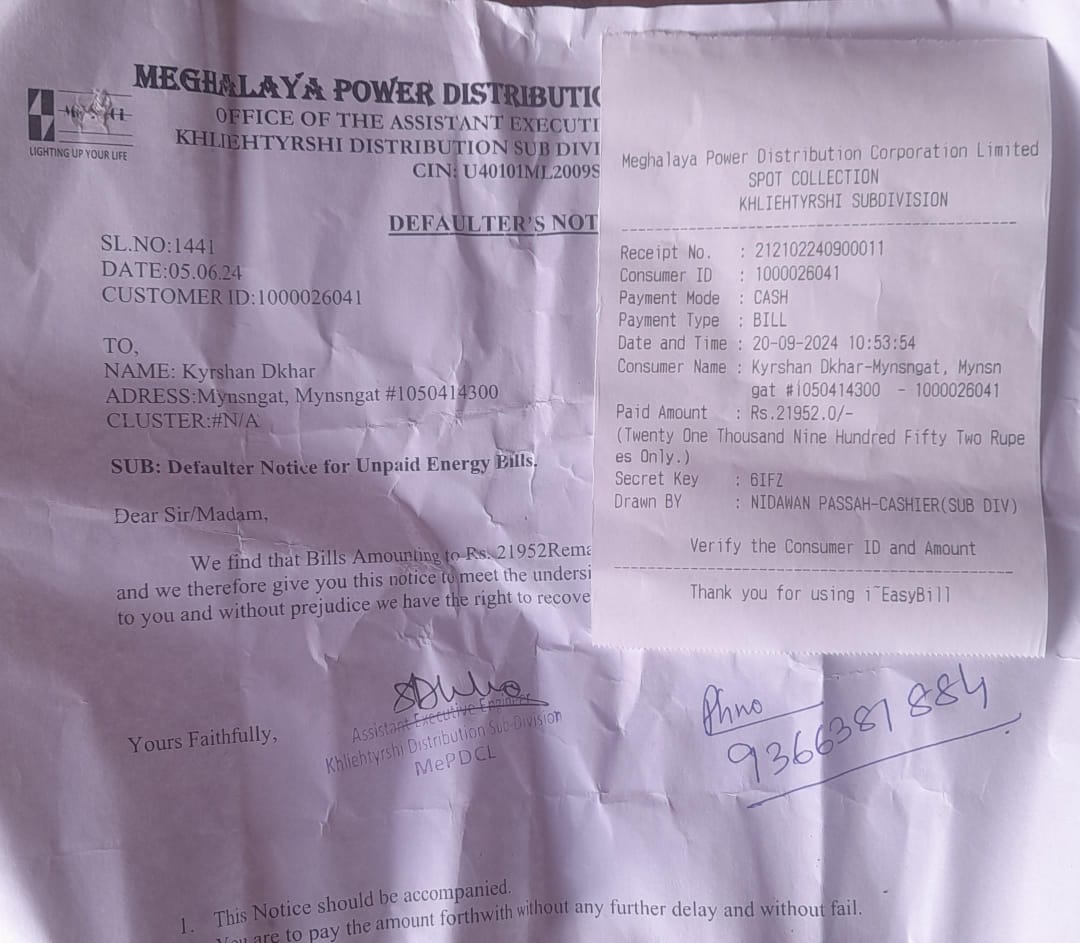 MEGHALAYA POWER DISTRIBUTIO
OFFICE OF THE ASSISTANT EXECUTI
KHLIEHTYRSHI DISTRIBUTION SUB DIVI
CIN: U40101ML2009S
LIGHTING UP YOUR LIFE
DEFAULTER'S NOT
SL.NO:1441
DATE:05.06.24
CUSTOMER ID:1000026041
TO,
NAME: Kyrshan Dkhar
ADRESS:Mynsngat, Mynsngat #1050414300
CLUSTER:#N/A
SUB: Defaulter Notice for Unpaid Energy Bills.
Dear Sir/Madam,
We find that Bills Amounting to Rs. 21952Rema
and we therefore give you this notice to meet the undersi
to you and without prejudice we have the right to recove
Yours Faithfully,
Assistant Executive Engineer
Khliehtyrshi Distribution Sub-Division
MePDCL
Phno
9366381884
1. This Notice should be accompanied.
You are to pay the amount forthwith without any further delay and without fail.
Meghalaya Power Distribution Corporation Limited
SPOT COLLECTION
KHLIEHTYRSHI SUBDIVISION
Receipt No. : 212102240900011
Consumer ID : 1000026041
Payment Mode : CASH
Payment Type : BILL
Date and Time : 20-09-2024 10:53:54
Consumer Name : Kyrshan Dkhar-Mynsngat, Mynsn
gat #i050414300 - 1000026041
Paid Amount : Rs.21952.0/-
(Twenty One Thousand Nine Hundred Fifty Two Rupe
es Only.)
Secret Key : 6IFZ
Drawn BY : NIDAWAN PASSAH-CASHIER(SUB DIV)
Verify the Consumer ID and Amount
Thank you for using i~EasyBill